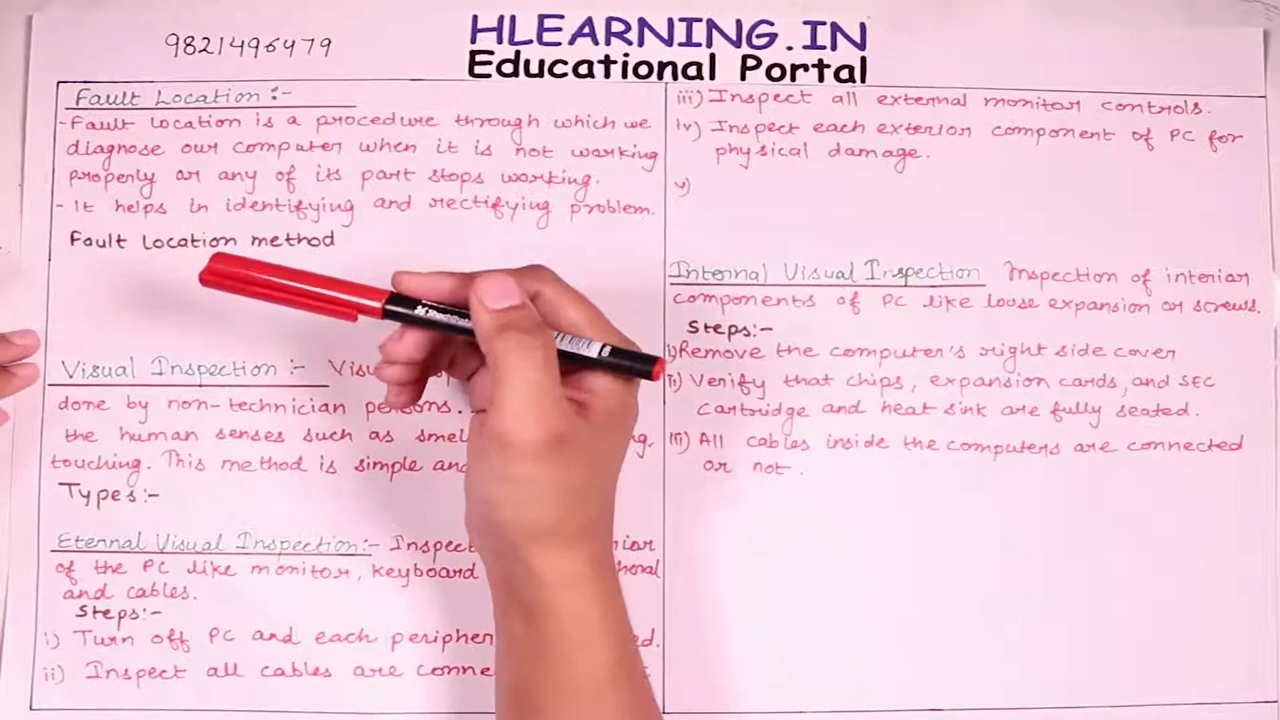 9821496479
HLEARNING.IN
Educational Portal
Fault Location :-
- Fault location is a procedure through which we
diagnose our computer when it is not working
properly or any of its part stops working.
- It helps in identifying and rectifying problem.
Fault Location method
Visual Inspection :-
done by non-technician persons.
the human senses such as
touching. This method is simple and
Types:-
Eternal Visual Inspection:- Inspect
of the PC like monitor, keyboard
and cables.
Steps:-
i) Turn off PC and each
ii) Inspect all cables are
iii) Inspect all external monitor controls.
iv) Inspect each exterior component of PC for
physical damage.
v)
Internal Visual Inspection Inspection of interior
components of PC like loose expansion or screws.
Steps:-
i) Remove the computer's right side cover
ii) Verify that chips, expansion cards, and SEC
Cartridge and heat sink are fully seated.
iii) All cables inside the computers are connected
or not.